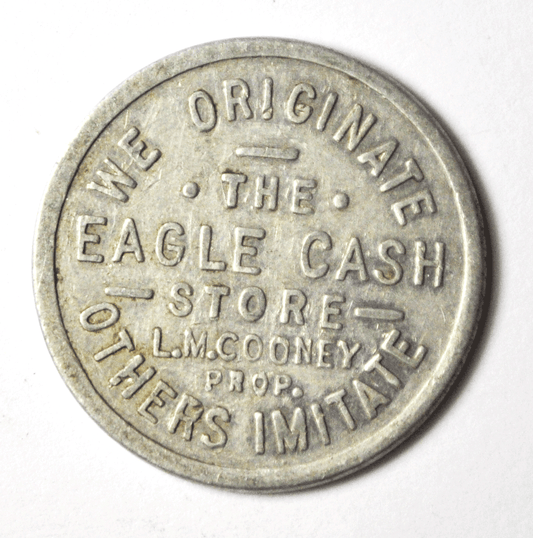 WE ORIGINATE
· THE ·
EAGLE CASH
STORE
L.M.COONEY
PROP.
OTHERS IMITATE